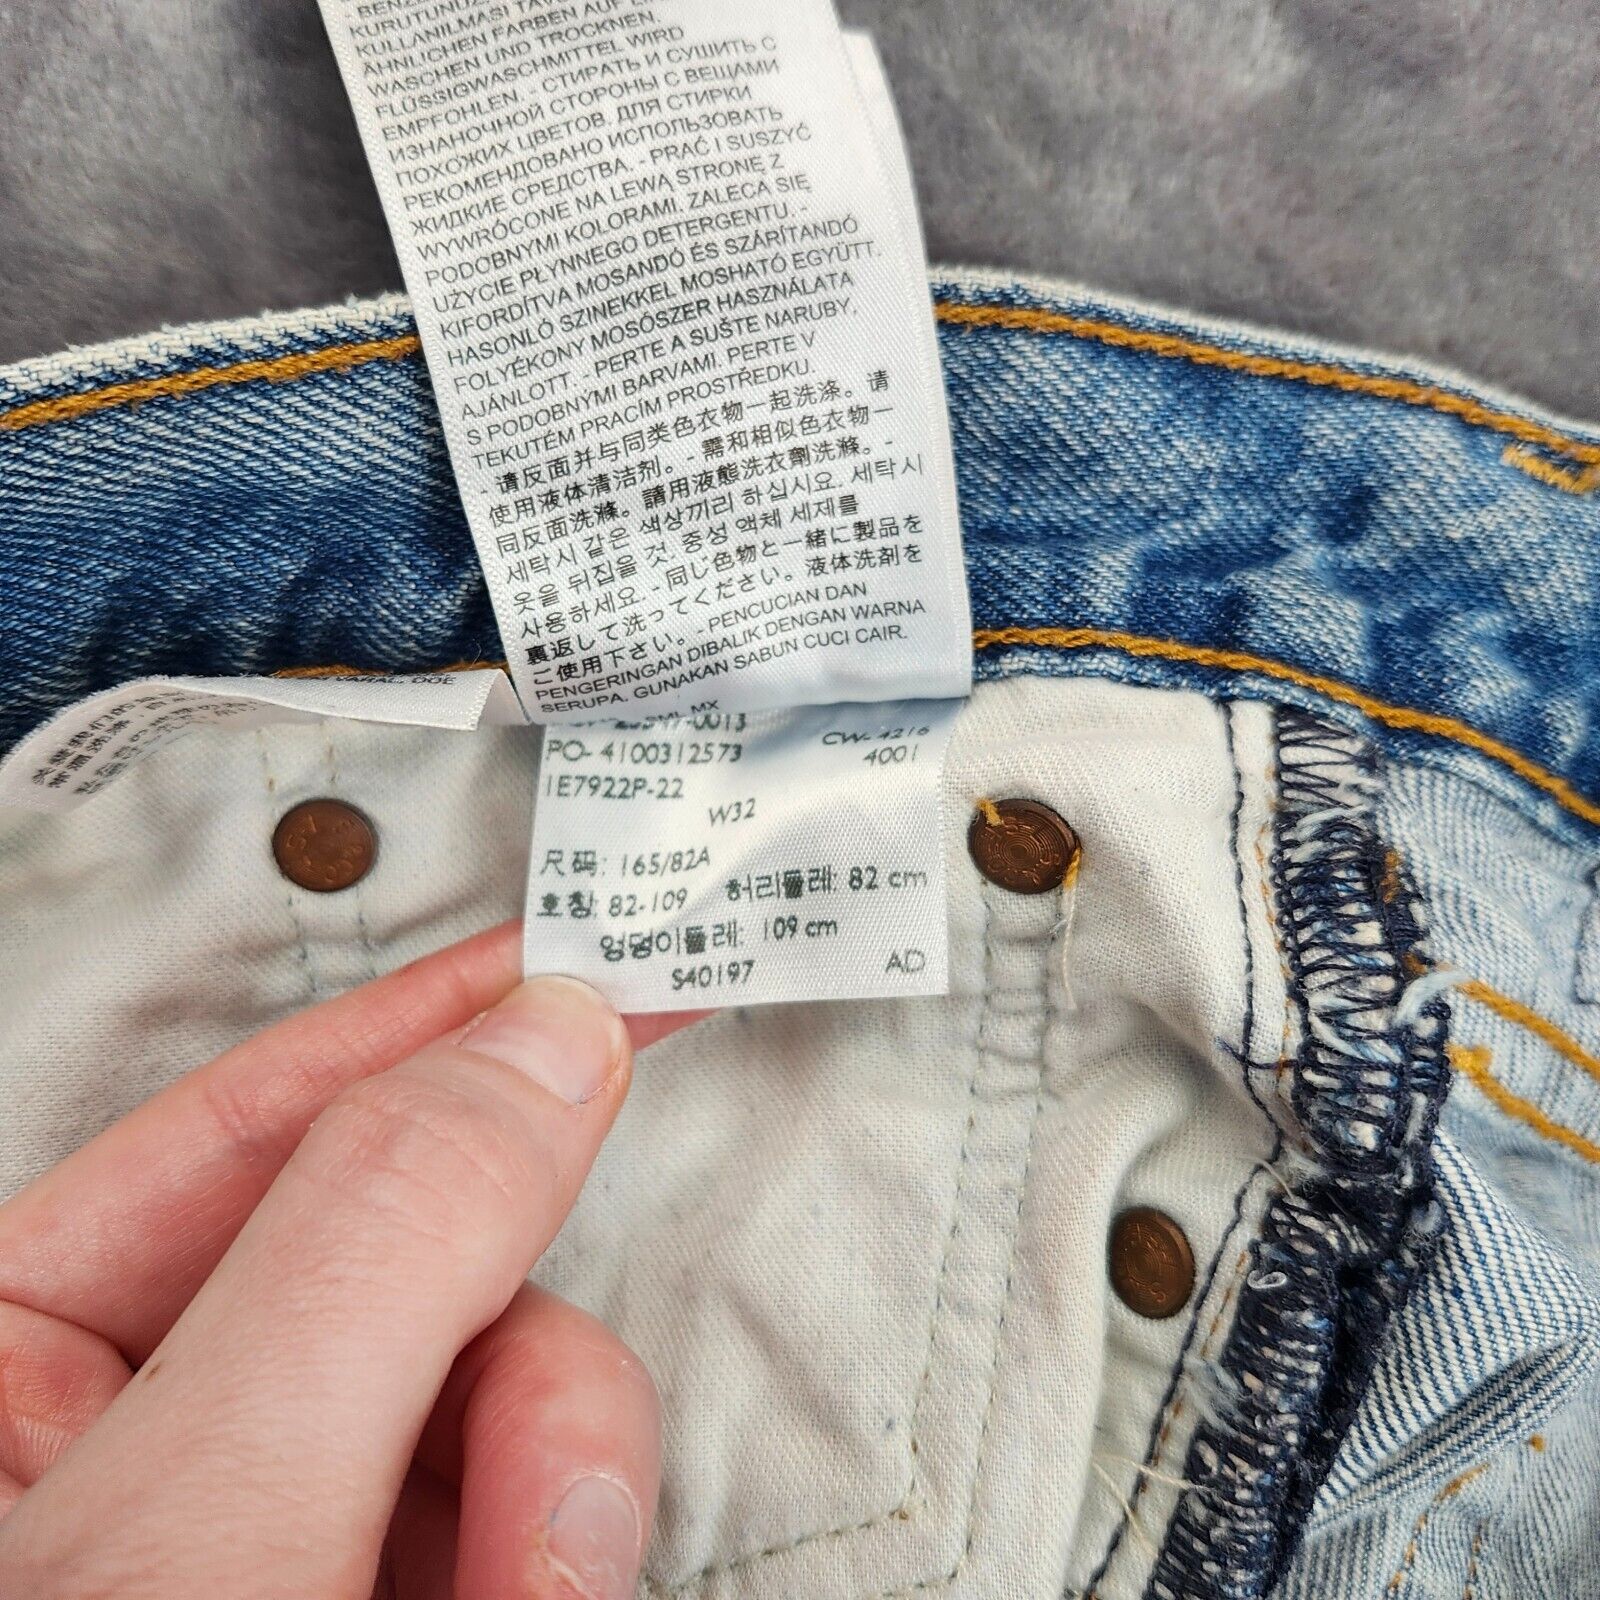 KURUTUNUZ.
KULLANILMASI
ÄHNLICHEN FARBEN AUF
WASCHEN UND TROCKNEN.
FLÜSSIGWASCHMITTEL WIRD
EMPFOHLEN. - СТИРАТЬ И СУШИТЬ С
ИЗНАНОЧНОЙ СТОРОНЫ С ВЕЩАМИ
ПОХОЖИХ ЦВЕТОВ. ДЛЯ СТИРКИ
РЕКОМЕНДОВАНО ИСПОЛЬЗОВАТЬ
ЖИДКИЕ СРЕДСТВА. - PRAĆ I SUSZYĆ
WYWRÓCONE NA LEWĄ STRONĘ Z
PODOBNYMI KOLORAMI. ZALECA SIĘ
UŻYCIE PŁYNNEGO DETERGENTU. -
KIFORDÍTVA MOSANDÓ ÉS SZÁRÍTANDÓ
HASONLÓ SZINEKKEL MOSHATÓ EGYÜTT.
FOLYÉKONY MOSÓSZER HASZNÁLATA
AJÁNLOTT. - PERTE A SUŠTE NARUBY,
S PODOBNÝMI BARVAMI. PERTE V
TEKUTÉM PRACÍM PROSTŘEDKU.
- 请反面并与同类色衣物一起洗涤。请
使用液体清洁剂。- 需和相似色衣物一
同反面洗滌。請用液態洗衣劑洗滌。-
세탁시 같은 색상끼리 하십시오. 세탁시
옷을 뒤집을 것. 중성 액체 세제를
사용하세요. - 同じ色物と一緒に製品を
裏返して洗ってください。液体洗剤を
ご使用下さい。- PENCUCIAN DAN
PENGERINGAN DIBALIK DENGAN WARNA
SERUPA. GUNAKAN SABUN CUCI CAIR.
MX
0013
PO- 4100312573
CW- 4216
4001
IE7922P-22
W32
尺码: 165/82A
호칭: 82-109 허리둘레: 82 cm
엉덩이둘레: 109 cm
S40197 AD